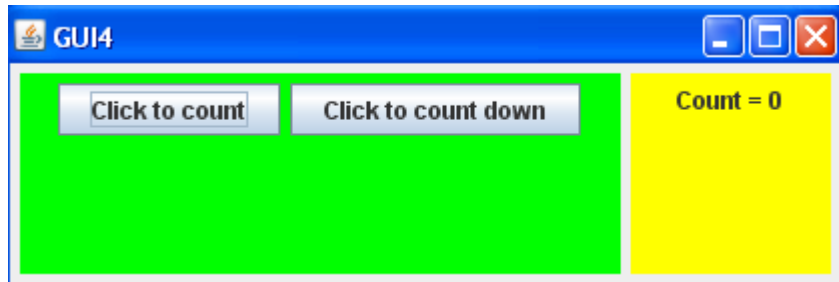 GUI4
Click to count
Click to count down
Count = 0